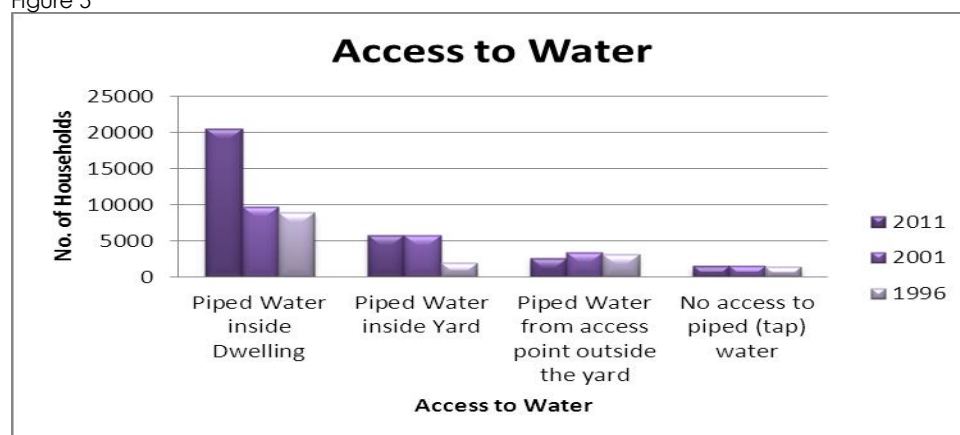 Figure 5
Access to Water
No. of Households
25000
20000
15000
10000
5000
0
Piped Water
inside
Dwelling
Piped Water
inside Yard
Piped Water
from access
point outside
the yard
No access to
piped (tap)
water
Access to Water
2011
2001
1996